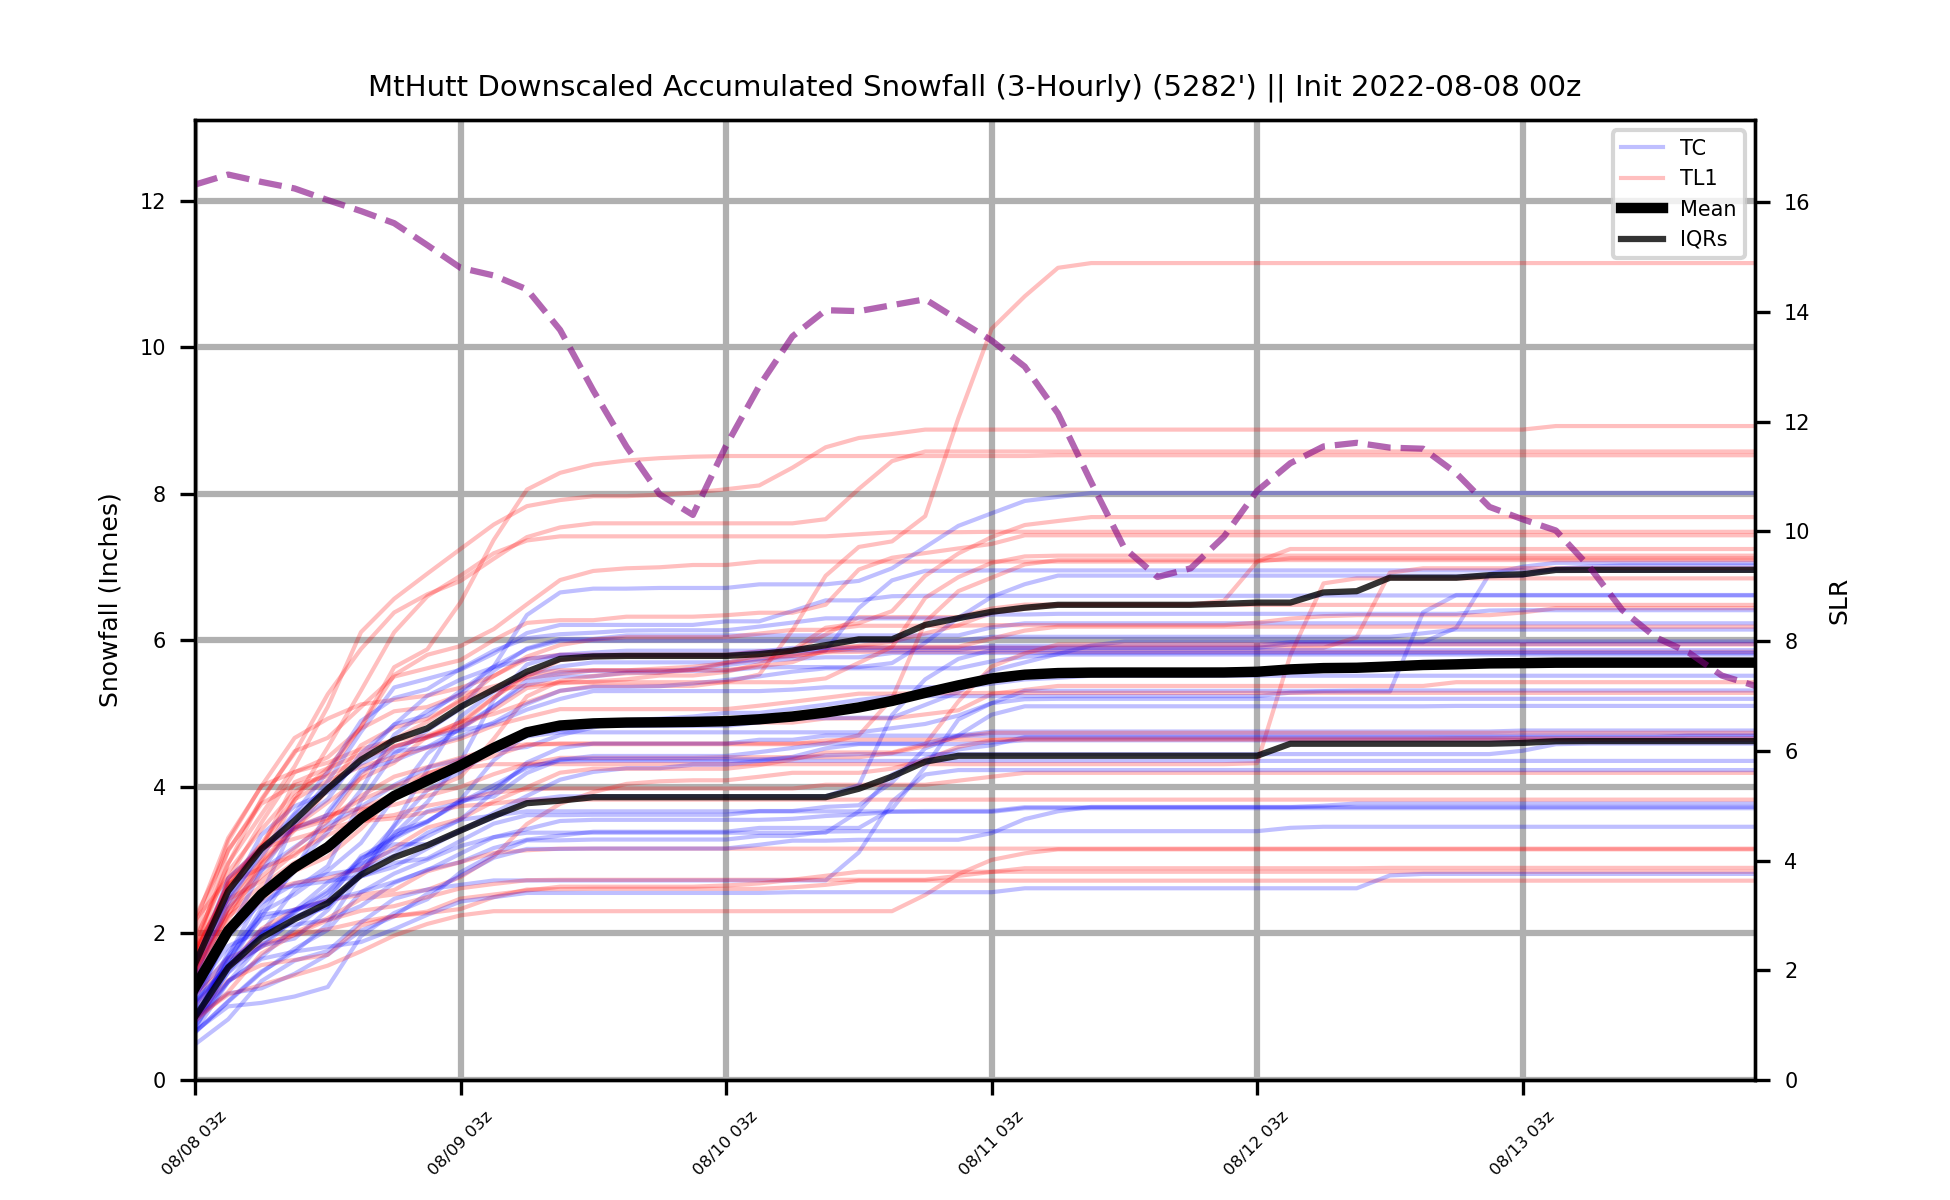 MtHutt Downscaled Accumulated Snowfall (3-Hourly) (5282') || Init 2022-08-08 00z
TC
TL1
Mean
IQRs
Snowfall (Inches)
12
10
8
6
4
2
0
SLR
16
14
12
10
8
6
4
2
0
08/08 03z
08/09 03z
08/10 03z
08/11 03z
08/12 03z
08/13 03z